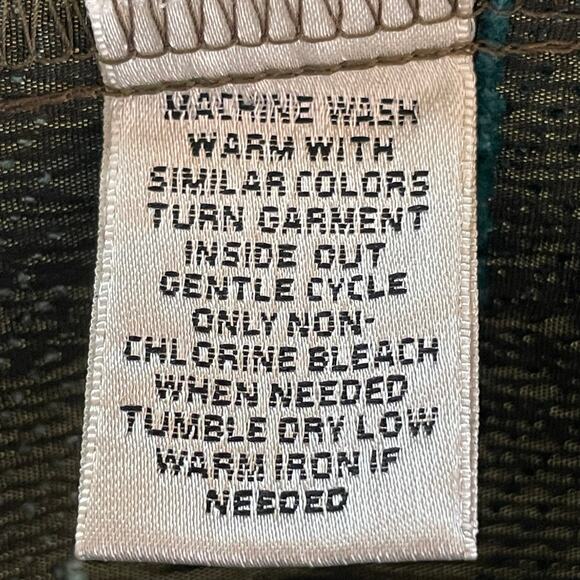 MACHINE WASH
WARM WITH
SIMILAR COLORS
TURN GARMENT
INSIDE OUT
GENTLE CYCLE
ONLY NON-
CHLORINE BLEACH
WHEN NEEDED
TUMBLE DRY LOW
WARM IRON IF
NEEDED